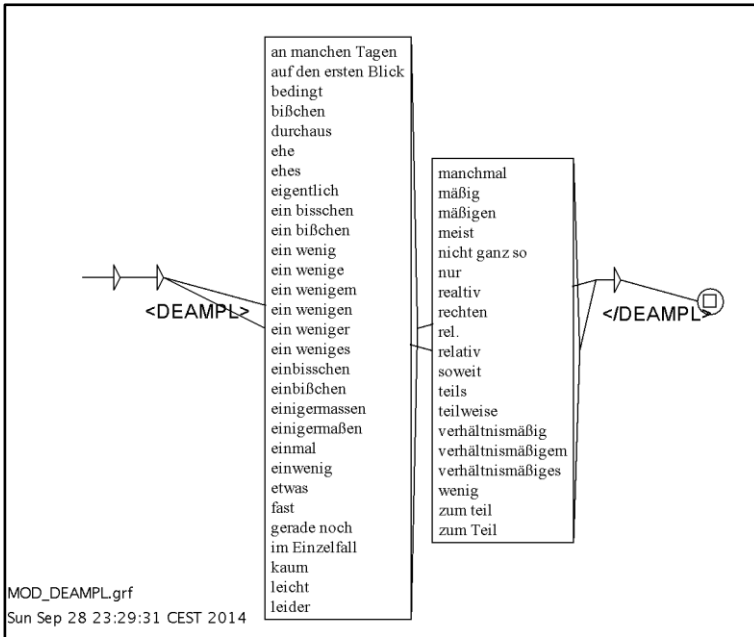 an manchen Tagen
auf den ersten Blick
bedingt
bißchen
durchaus
ehe
ehes
eigentlich
ein bisschen
ein bißchen
ein wenig
ein wenige
ein wenigem
ein wenigen
ein weniger
ein weniges
einbisschen
einbißchen
einigermassen
einigermaßen
einmal
einwenig
etwas
fast
gerade noch
im Einzelfall
kaum
leicht
leider
manchmal
mäßig
mäßigen
meist
nicht ganz so
nur
realtiv
rechten
rel.
relativ
soweit
teils
teilweise
verhältnismäßig
verhältnismäßigem
verhältnismäßiges
wenig
zum teil
zum Teil
<DEAMPL>
</DEAMPL>
MOD_DEAMPL.grf
Sun Sep 28 23:29:31 CEST 2014